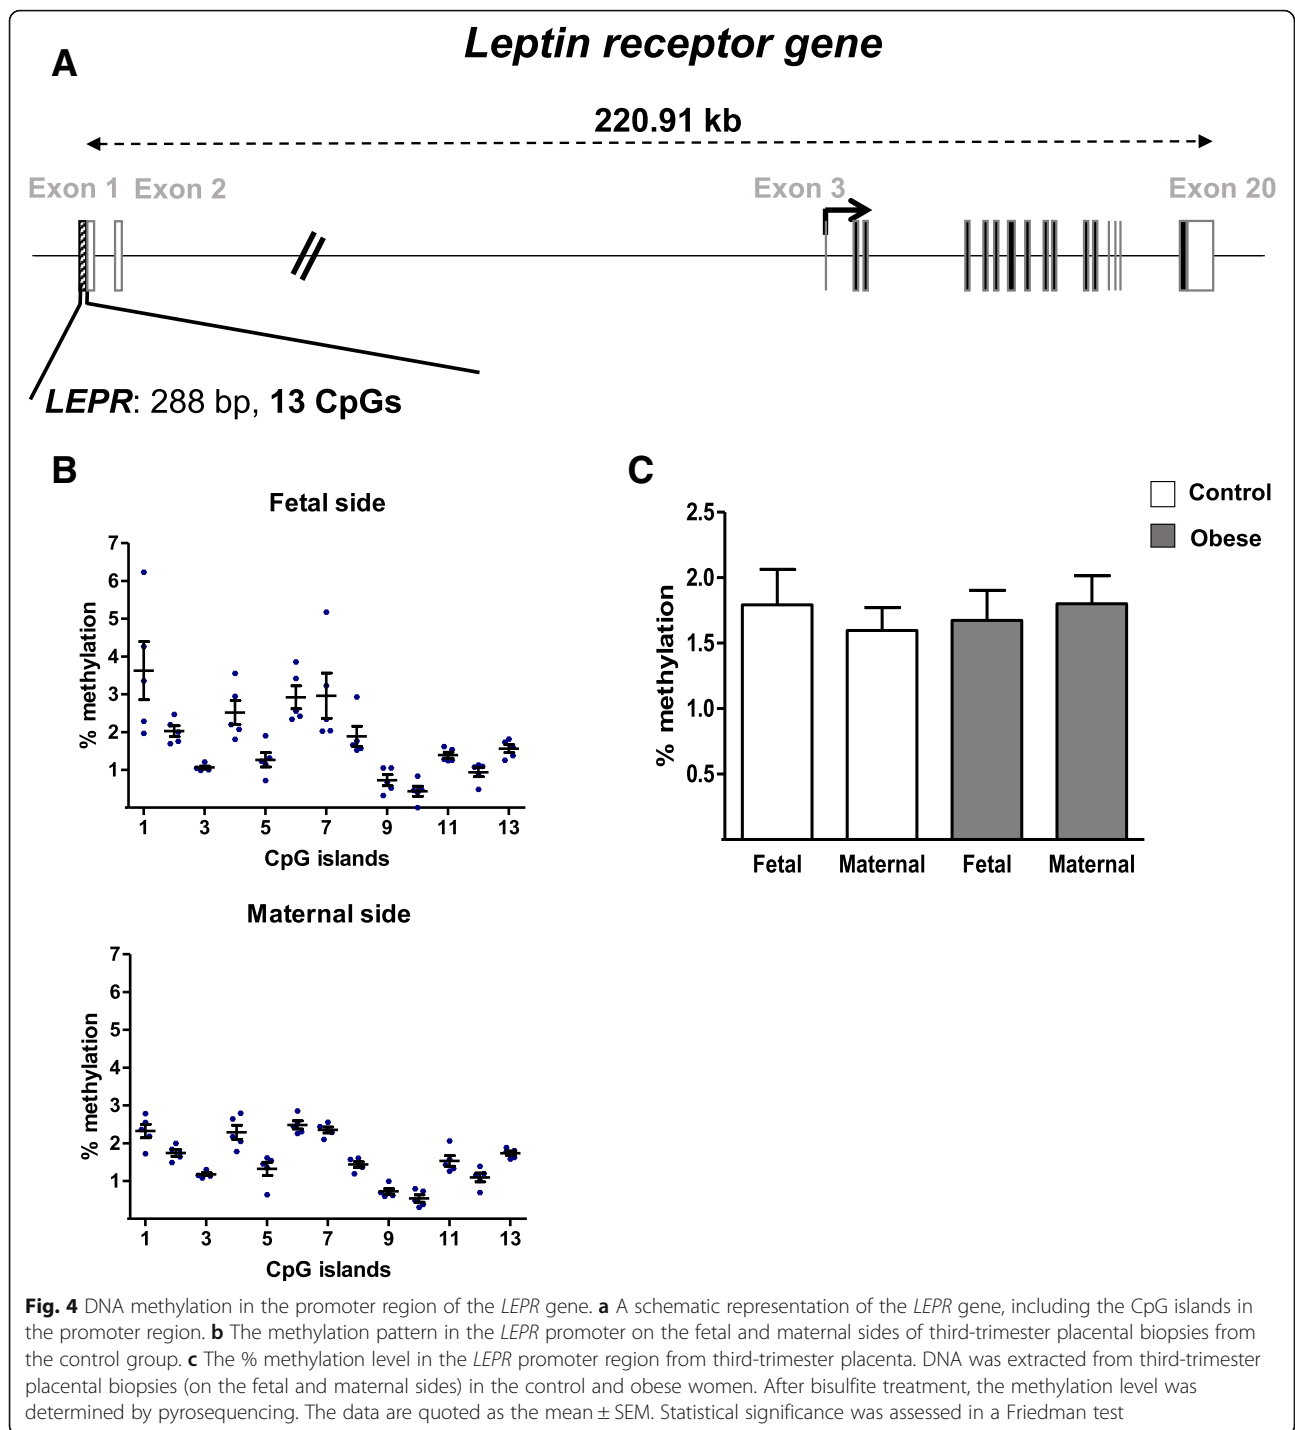 A
Leptin receptor gene
220.91 kb
Exon 1 Exon 2 Exon 3 Exon 20
LEPR: 288 bp, 13 CpGs
B
Fetal side
7
6
5
4
3
2
1
% methylation
1 3 5 7 9 11 13
CpG islands
Maternal side
7
6
5
4
3
2
1
% methylation
1 3 5 7 9 11 13
CpG islands
C
Control
Obese
2.5
2.0
1.5
1.0
0.5
% methylation
Fetal Maternal Fetal Maternal
Fig. 4 DNA methylation in the promoter region of the LEPR gene. a A schematic representation of the LEPR gene, including the CpG islands in
the promoter region. b The methylation pattern in the LEPR promoter on the fetal and maternal sides of third-trimester placental biopsies from
the control group. c The % methylation level in the LEPR promoter region from third-trimester placenta. DNA was extracted from third-trimester
placental biopsies (on the fetal and maternal sides) in the control and obese women. After bisulfite treatment, the methylation level was
determined by pyrosequencing. The data are quoted as the mean ± SEM. Statistical significance was assessed in a Friedman test